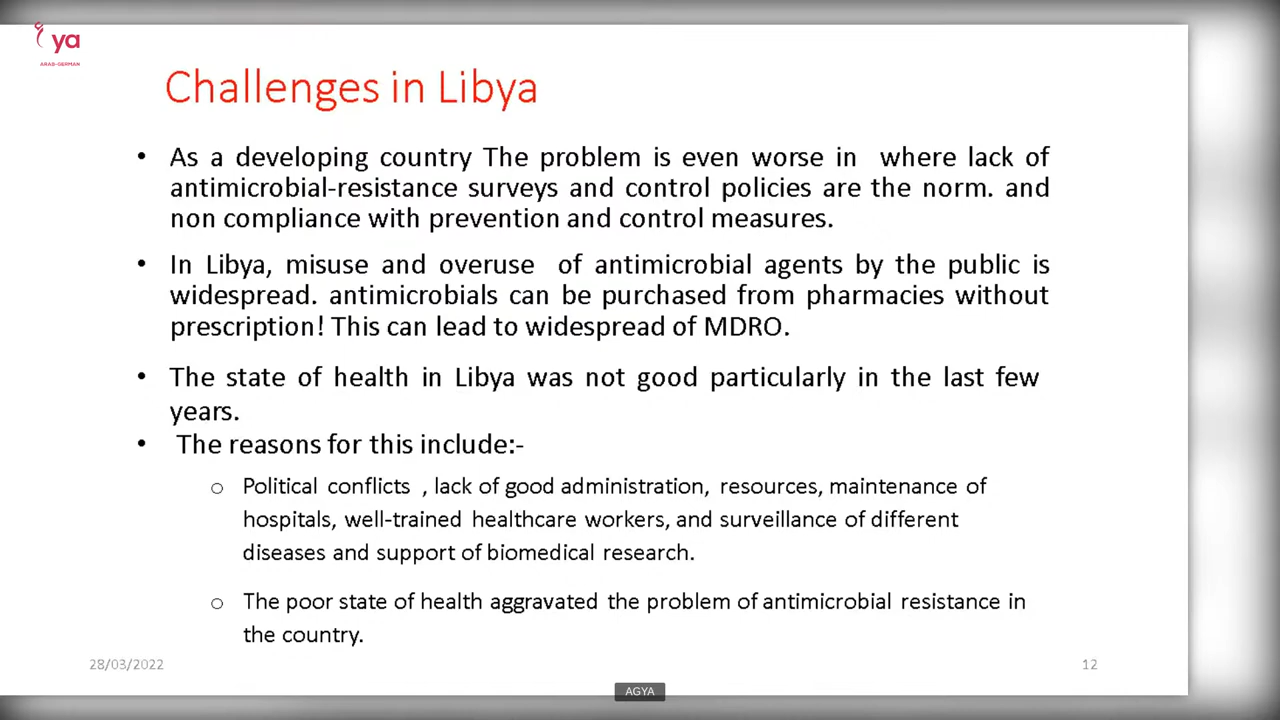 ya
ARAB-GERMAN
Challenges in Libya
• As a developing country The problem is even worse in where lack of
antimicrobial-resistance surveys and control policies are the norm. and
non compliance with prevention and control measures.
• In Libya, misuse and overuse of antimicrobial agents by the public is
widespread. antimicrobials can be purchased from pharmacies without
prescription! This can lead to widespread of MDRO.
• The state of health in Libya was not good particularly in the last few
years.
• The reasons for this include:-
o Political conflicts , lack of good administration, resources, maintenance of
hospitals, well-trained healthcare workers, and surveillance of different
diseases and support of biomedical research.
o The poor state of health aggravated the problem of antimicrobial resistance in
the country.
28/03/2022
12
AGYA